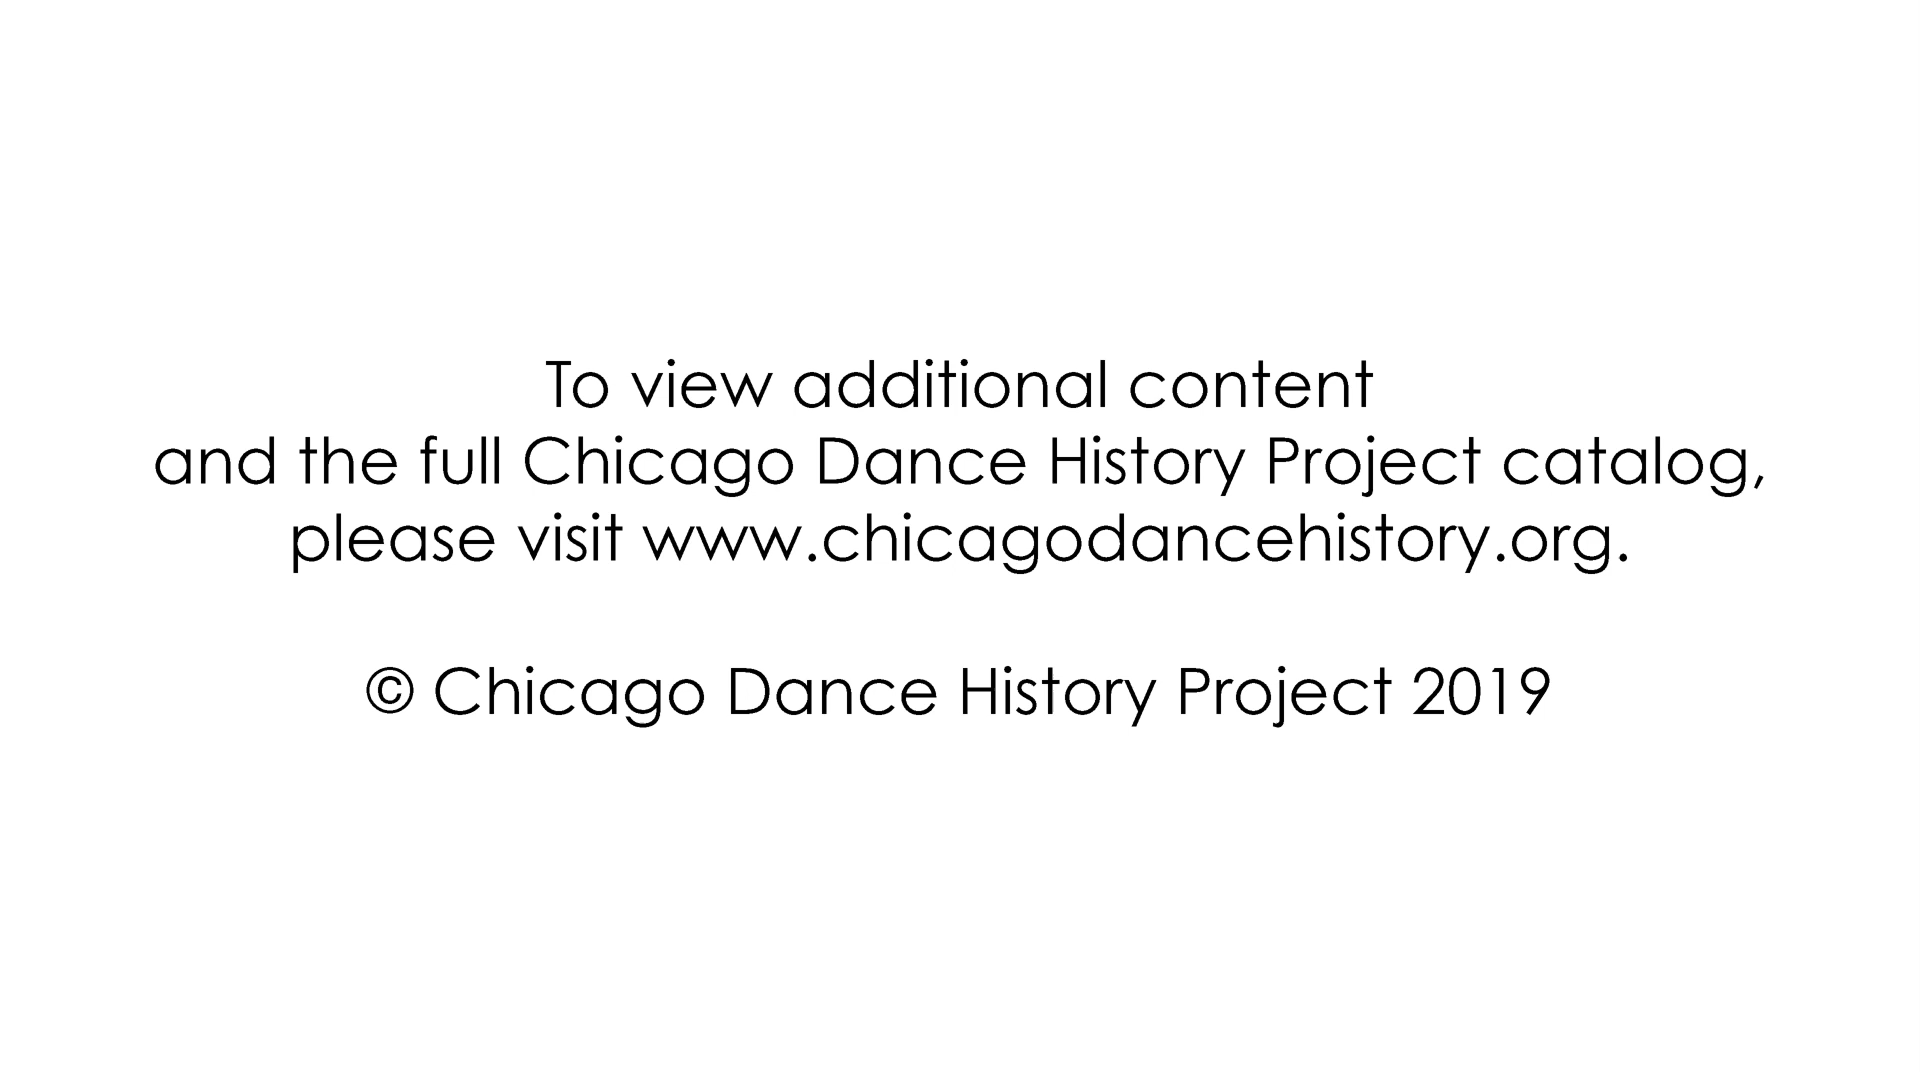 To view additional content
and the full Chicago Dance History Project catalog,
please visit www.chicagodancehistory.org.
© Chicago Dance History Project 2019